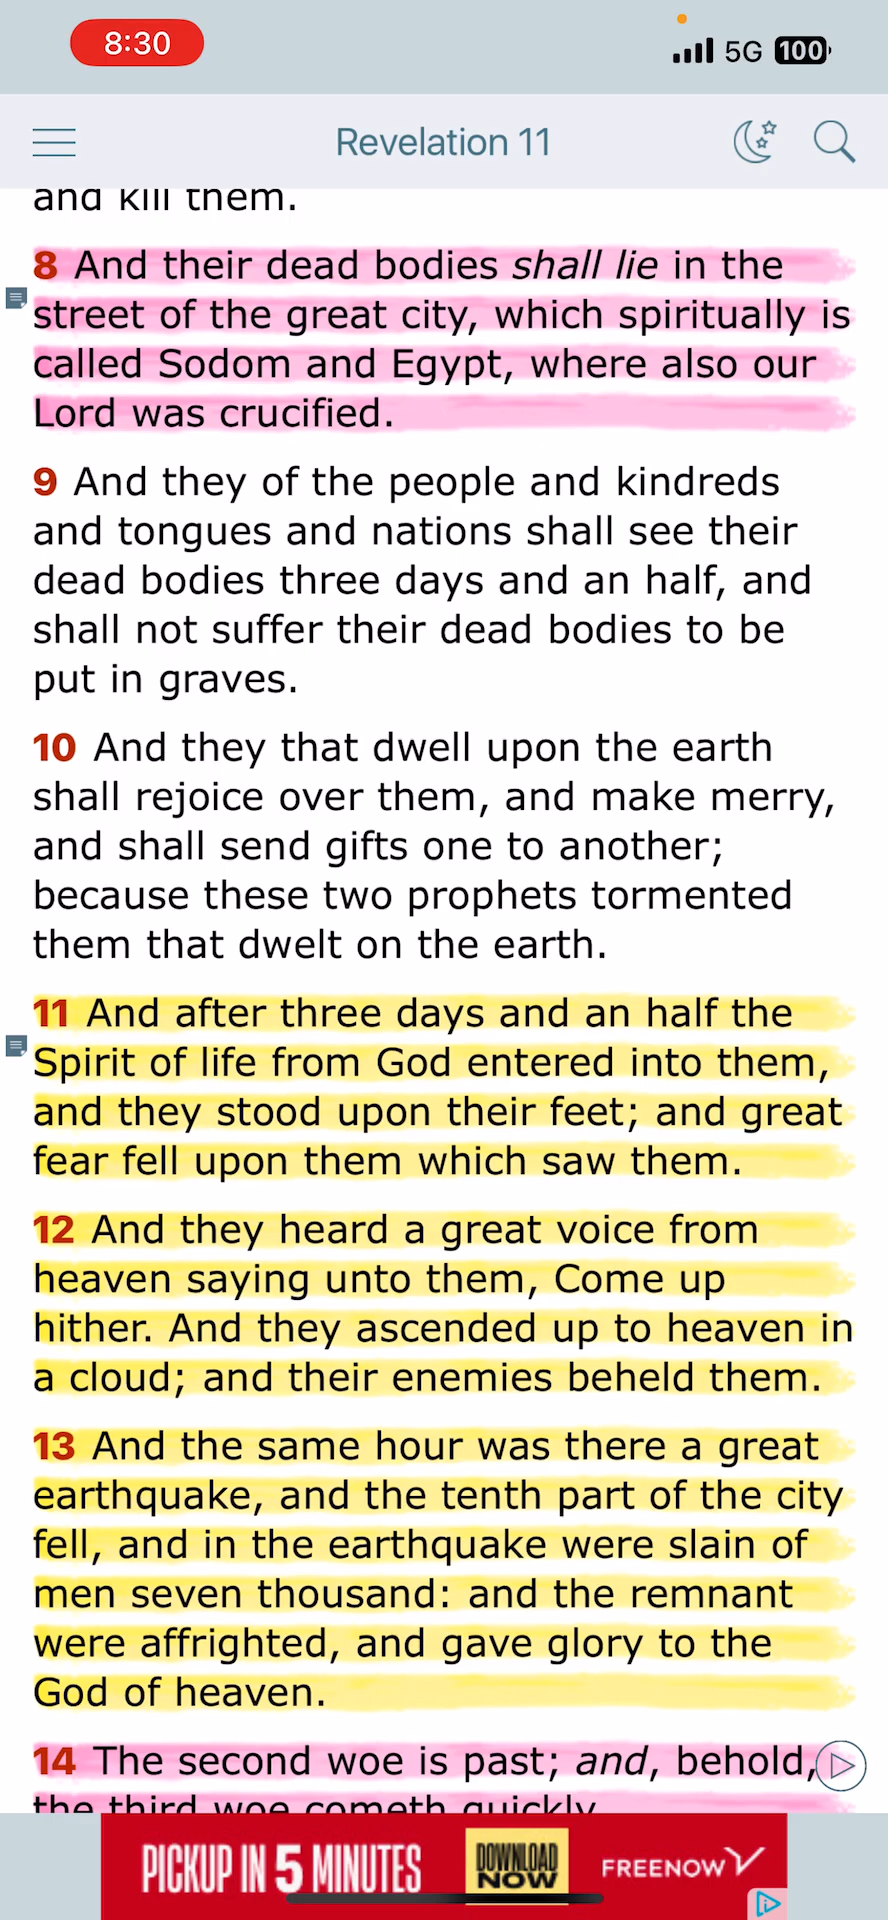 8:30
5G 100
Revelation 11
and kill them.
8 And their dead bodies shall lie in the
street of the great city, which spiritually is
called Sodom and Egypt, where also our
Lord was crucified.
9 And they of the people and kindreds
and tongues and nations shall see their
dead bodies three days and an half, and
shall not suffer their dead bodies to be
put in graves.
10 And they that dwell upon the earth
shall rejoice over them, and make merry,
and shall send gifts one to another;
because these two prophets tormented
them that dwelt on the earth.
11 And after three days and an half the
Spirit of life from God entered into them,
and they stood upon their feet; and great
fear fell upon them which saw them.
12 And they heard a great voice from
heaven saying unto them, Come up
hither. And they ascended up to heaven in
a cloud; and their enemies beheld them.
13 And the same hour was there a great
earthquake, and the tenth part of the city
fell, and in the earthquake were slain of
men seven thousand: and the remnant
were affrighted, and gave glory to the
God of heaven.
14 The second woe is past; and, behold,
the third woe cometh quickly
PICKUP IN 5 MINUTES
DOWNLOAD
NOW
FREENOW